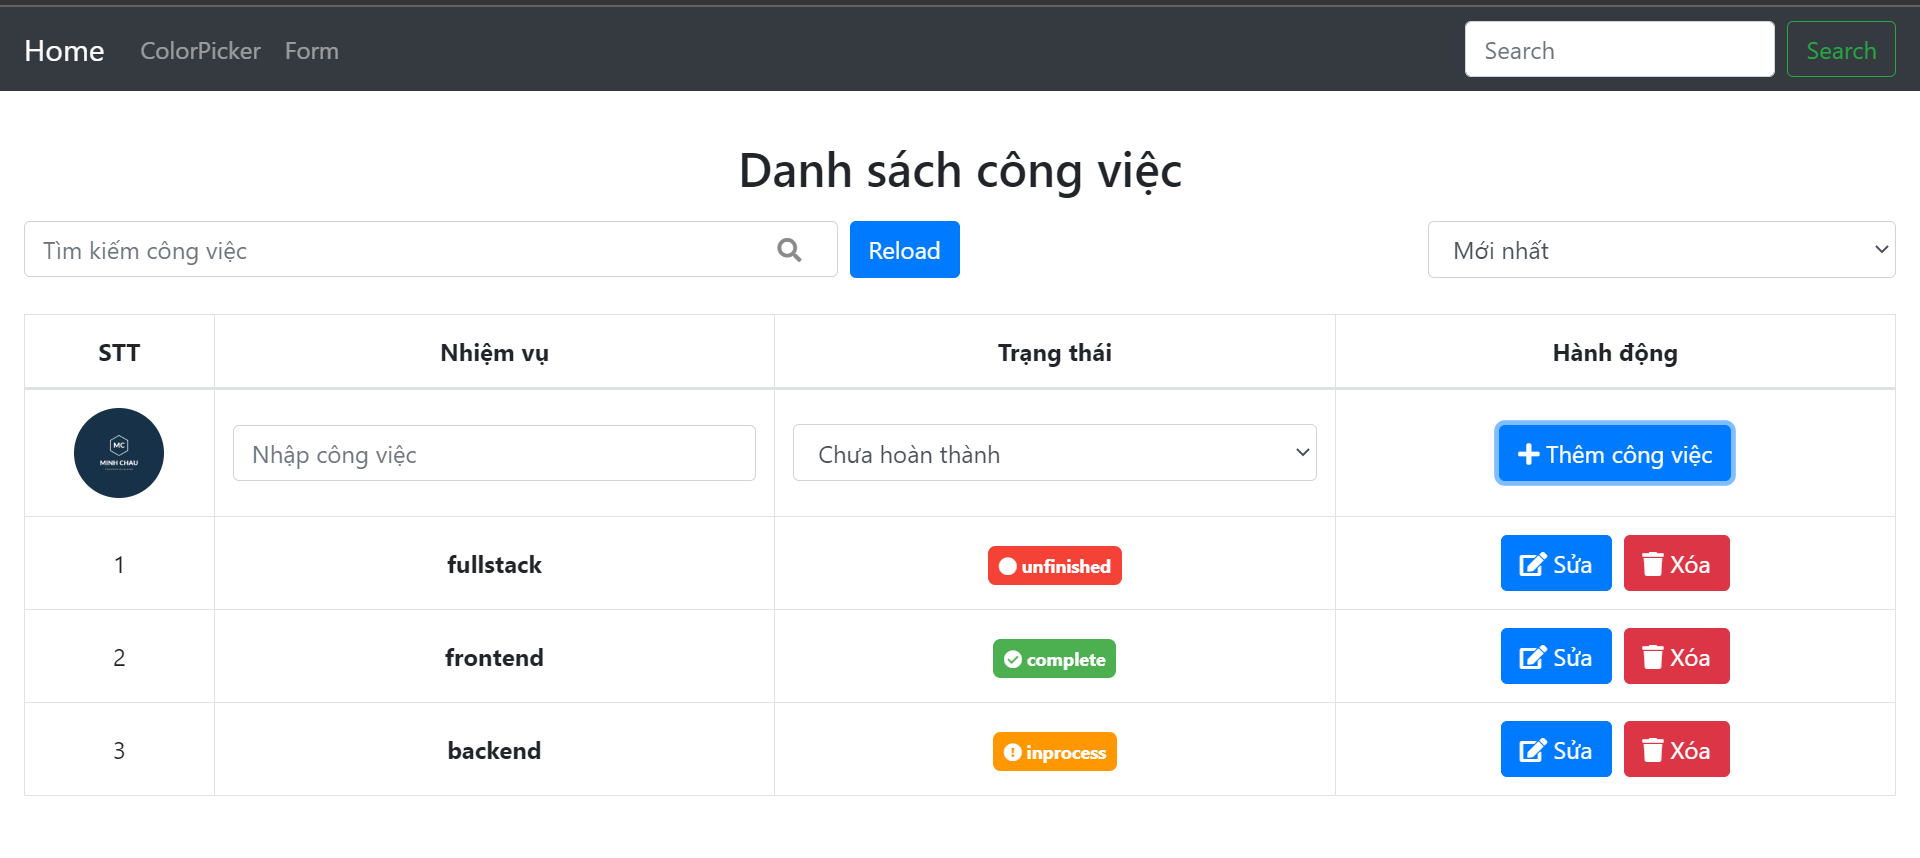 Home ColorPicker Form Search Search
Danh sách công việc
Tìm kiếm công việc Reload Mới nhất
STT Nhiệm vụ Trạng thái Hành động
MC
MINH CHAU
Nhập công việc Chưa hoàn thành Thêm công việc
1 fullstack unfinished Sửa Xóa
2 frontend complete Sửa Xóa
3 backend inprocess Sửa Xóa